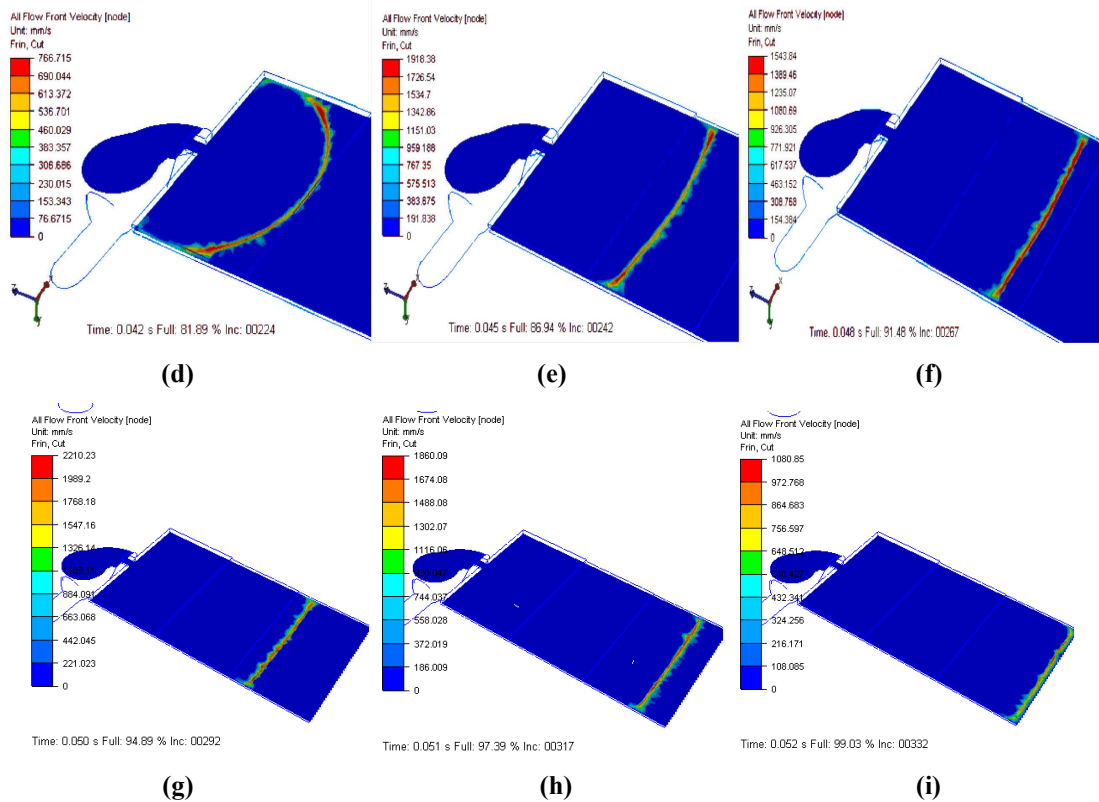 All Flow Front Velocity [node]
Unit: mm/s
Frin, Cut
766.715
690.044
613.372
536.701
460.029
383.357
306.686
230.015
153.343
76.6715
0
Time: 0.042 s Full: 81.89 % Inc: 00224
(d)
All Flow Front Velocity [node]
Unit: mm/s
Frin, Cut
1918.38
1726.54
1534.7
1342.86
1151.03
959.188
767.35
575.513
383.675
191.838
0
Time: 0.045 s Full: 86.94 % Inc: 00242
(e)
All Flow Front Velocity [node]
Unit: mm/s
Frin, Cut
1543.84
1389.46
1235.07
1080.69
926.305
771.921
617.537
463.152
308.768
154.384
0
Time: 0.048 s Full: 91.48 % Inc: 00267
(f)
All Flow Front Velocity [node]
Unit: mm/s
Frin, Cut
2210.23
1989.2
1768.18
1547.16
1326.14
884.091
663.068
442.045
221.023
0
Time: 0.050 s Full: 94.89 % Inc: 00292
(g)
All Flow Front Velocity [node]
Unit: mm/s
Frin, Cut
1860.09
1674.08
1488.08
1302.07
1116.06
744.037
558.028
372.019
186.009
0
Time: 0.051 s Full: 97.39 % Inc: 00317
(h)
All Flow Front Velocity [node]
Unit: mm/s
Frin, Cut
1080.85
972.768
864.683
756.597
648.512
432.341
324.256
216.171
108.085
0
Time: 0.052 s Full: 99.03 % Inc: 00332
(i)